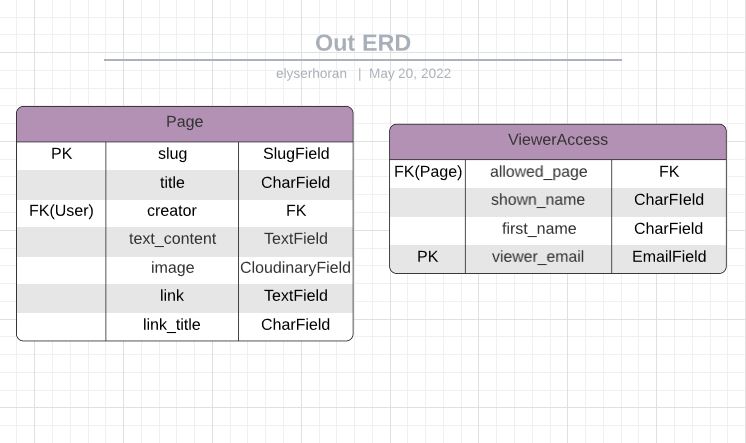 Out ERD
elyserhoran | May 20, 2022
Page
PK slug SlugField
title CharField
FK(User) creator FK
text_content TextField
image CloudinaryField
link TextField
link_title CharField
ViewerAccess
FK(Page) allowed_page FK
shown_name CharFIeld
first_name CharField
PK viewer_email EmailField